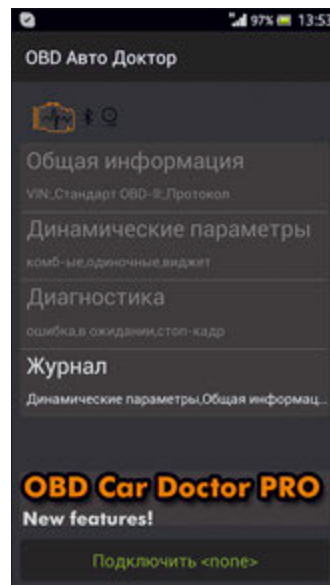 97% 13:53
OBD Авто Доктор
Общая информация
VIN:,Стандарт OBD-II:,Протокол
Динамические параметры
комб-ые,одиночные,виджет
Диагностика
ошибка,в ожидании,стоп-кадр
Журнал
Динамические параметры,Общая информац...
OBD Car Doctor PRO
New features!
Подключить <none>